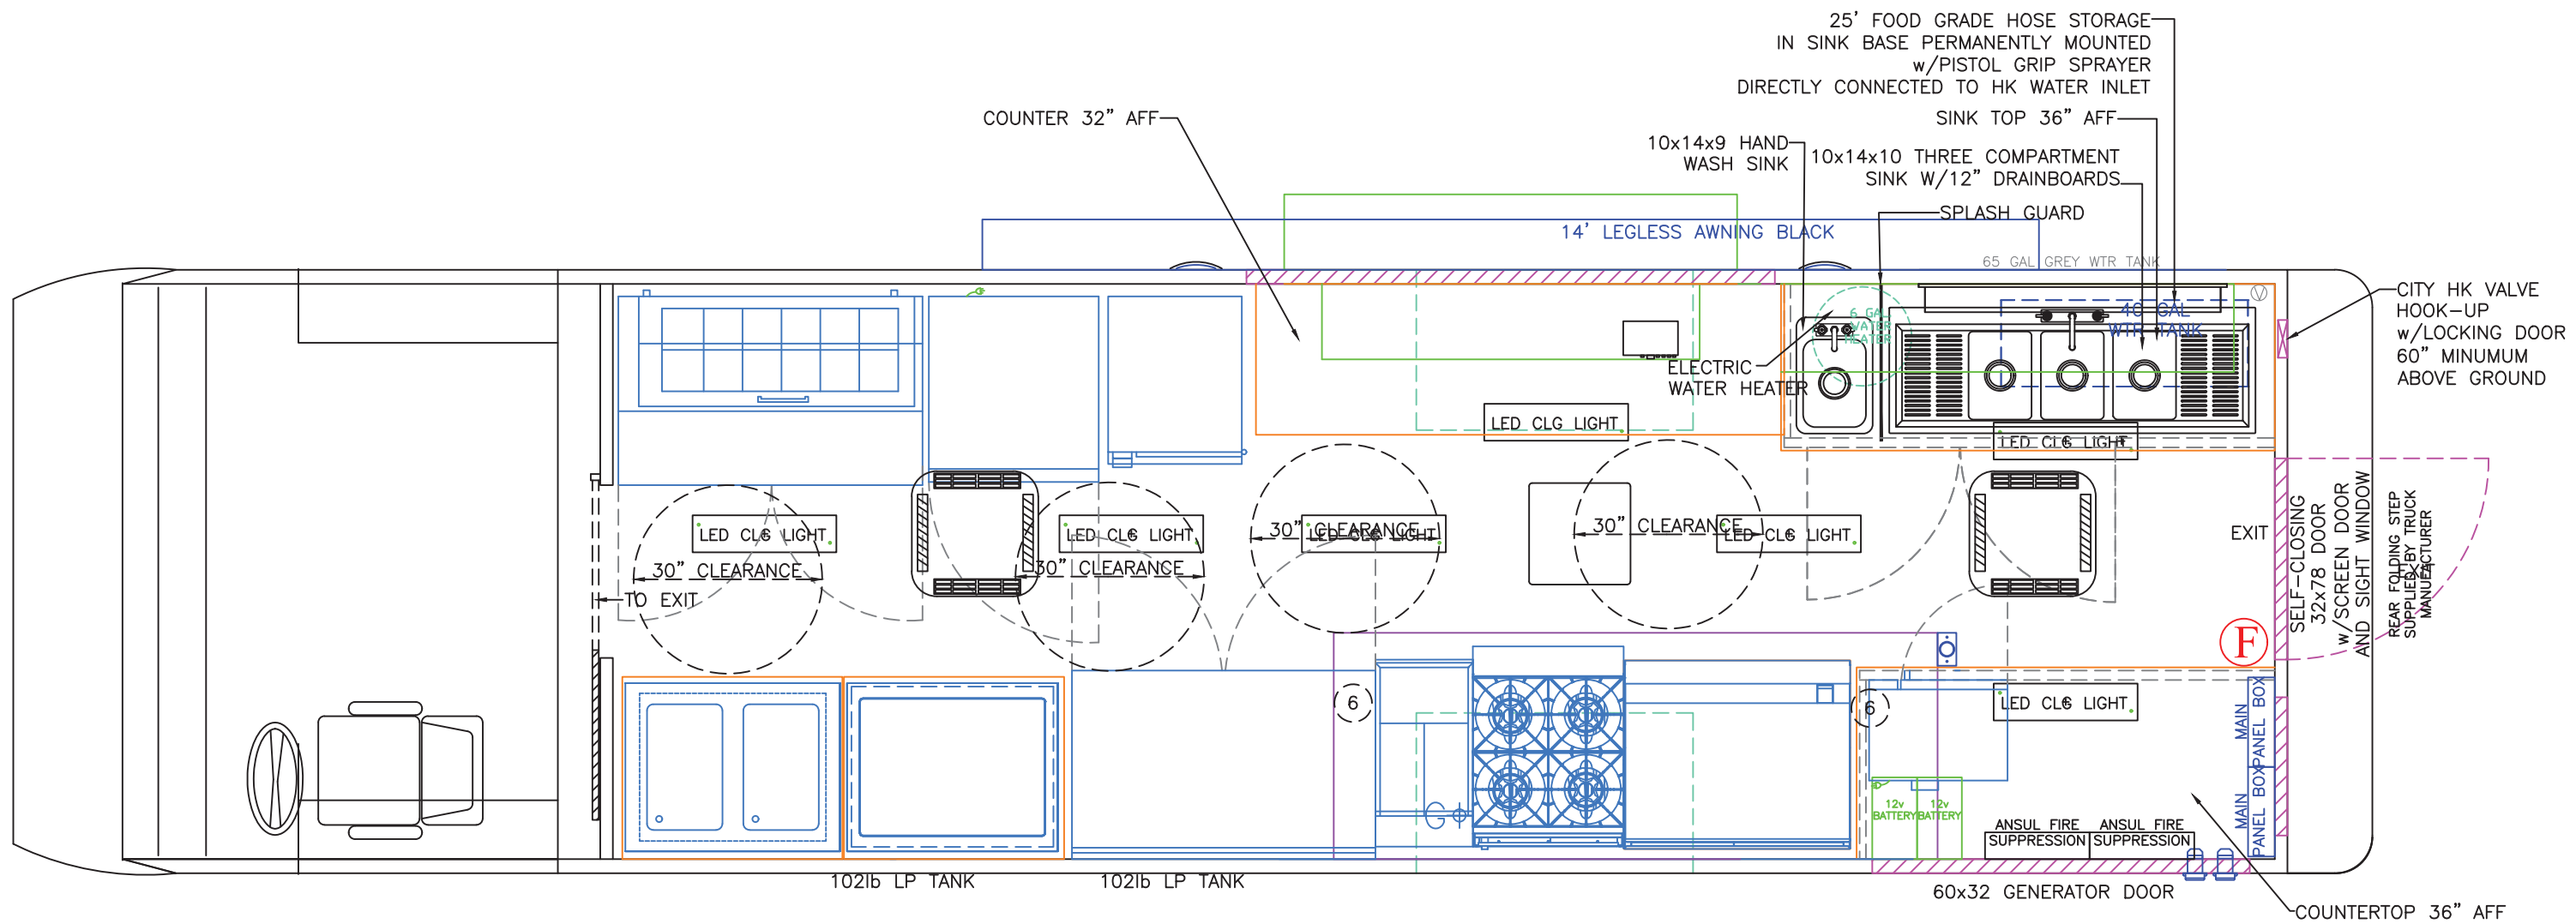 25' FOOD GRADE HOSE STORAGE
IN SINK BASE PERMANENTLY MOUNTED
w/PISTOL GRIP SPRAYER
DIRECTLY CONNECTED TO HK WATER INLET
COUNTER 32" AFF
SINK TOP 36" AFF
10x14x9 HAND
WASH SINK
10x14x10 THREE COMPARTMENT
SINK W/12" DRAINBOARDS
SPLASH GUARD
14' LEGLESS AWNING BLACK
65 GAL GREY WTR TANK
CITY HK VALVE
HOOK-UP
w/LOCKING DOOR
60" MINUMUM
ABOVE GROUND
6 GAL
WATER
HEATER
40 GAL
WTR TANK
ELECTRIC
WATER HEATER
LED CLG LIGHT
LED CLG LIGHT
LED CLG LIGHT
LED CLG LIGHT
LED CLG LIGHT
LED CLG LIGHT
30" CLEARANCE
30" CLEARANCE
30" CLEARANCE
30" CLEARANCE
TO EXIT
EXIT
EXIT
SELF-CLOSING
32x78 DOOR
w/SCREEN DOOR
AND SIGHT WINDOW
REAR FOLDING STEP
SUPPLIED BY TRUCK
MANUFACTURER
F
6
6
G
LED CLG LIGHT
MAIN
PANEL BOX
MAIN
PANEL BOX
12v
BATTERY
12v
BATTERY
ANSUL FIRE
SUPPRESSION
ANSUL FIRE
SUPPRESSION
102lb LP TANK
102lb LP TANK
60x32 GENERATOR DOOR
COUNTERTOP 36" AFF